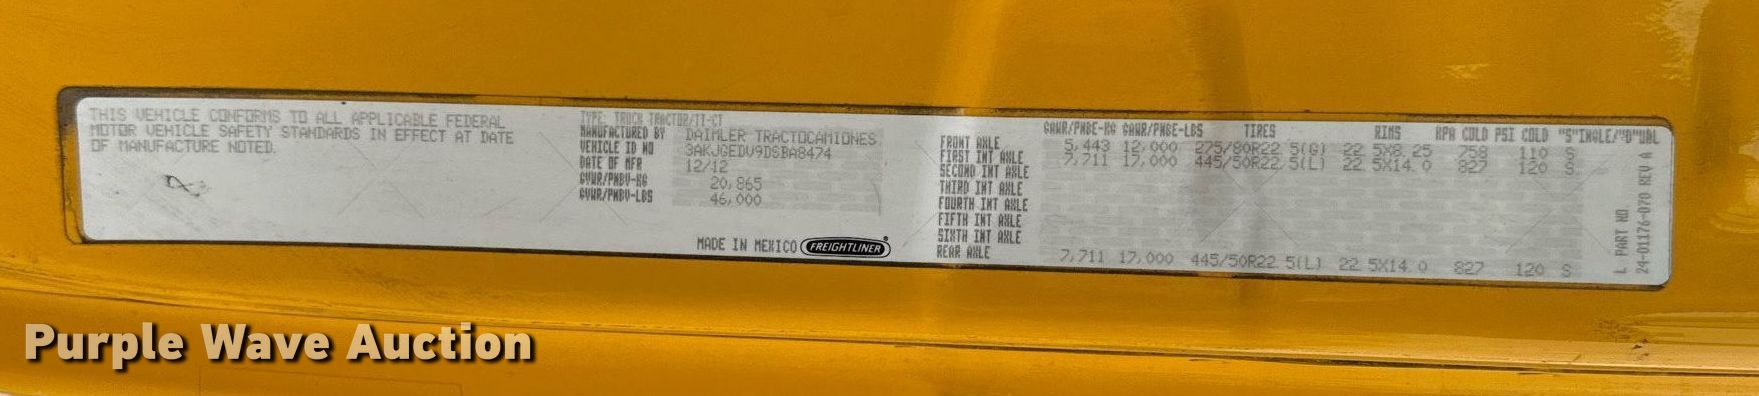 THIS VEHICLE CONFORMS TO ALL APPLICABLE FEDERAL
MOTOR VEHICLE SAFETY STANDARDS IN EFFECT AT DATE
OF MANUFACTURE NOTED.
TYPE: TRUCK TRACTOR/TT-CT
MANUFACTURED BY DAIMLER TRACTOCAMIONES
VEHICLE ID NO 3AKJGEDV9DSBA8474
DATE OF MFR 12/12
GVWR/PNBV-KG 20,865
GVWR/PNBV-LBS 46,000
MADE IN MEXICO FREIGHTLINER®
GAWR/PNBE-KG GAWR/PNBE-LBS TIRES RIMS KPA COLD PSI COLD "S"INGLE/"D"UAL
FRONT AXLE 5,443 12,000 275/80R22.5(G) 22.5X8.25 758 110 S
FIRST INT AXLE 7,711 17,000 445/50R22.5(L) 22.5X14.0 827 120 S
SECOND INT AXLE
THIRD INT AXLE
FOURTH INT AXLE
FIFTH INT AXLE
SIXTH INT AXLE
REAR AXLE 7,711 17,000 445/50R22.5(L) 22.5X14.0 827 120 S
L PART NO.
24-01176-070 REV A
Purple Wave Auction